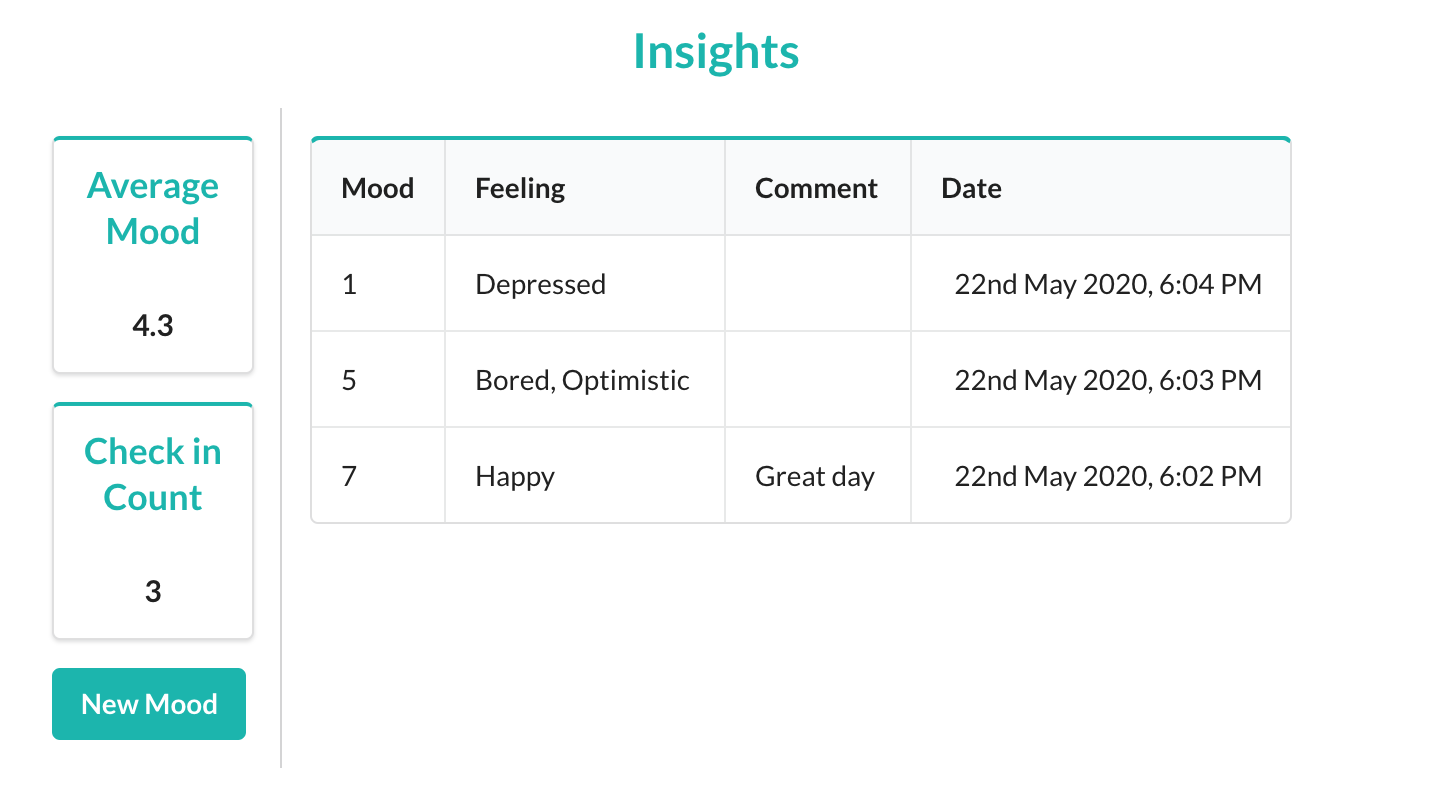 Insights
Average
Mood
4.3
Check in
Count
3
New Mood
Mood Feeling Comment Date
1 Depressed 22nd May 2020, 6:04 PM
5 Bored, Optimistic 22nd May 2020, 6:03 PM
7 Happy Great day 22nd May 2020, 6:02 PM